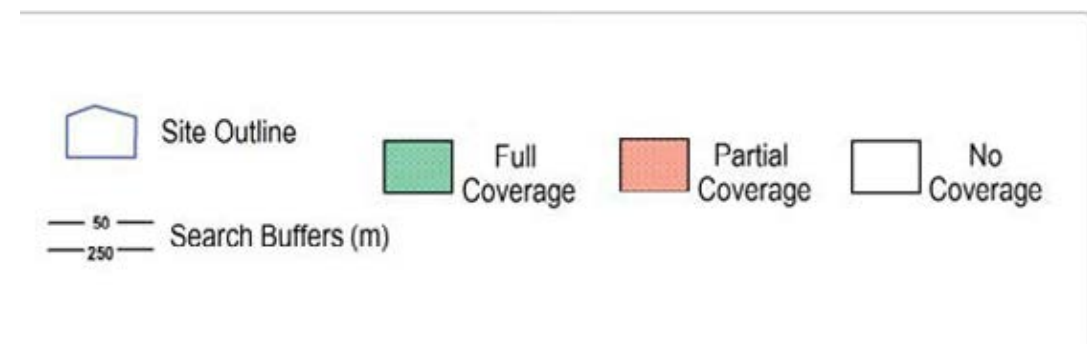 Site Outline
Full
Coverage
Partial
Coverage
No
Coverage
50
250
Search Buffers (m)